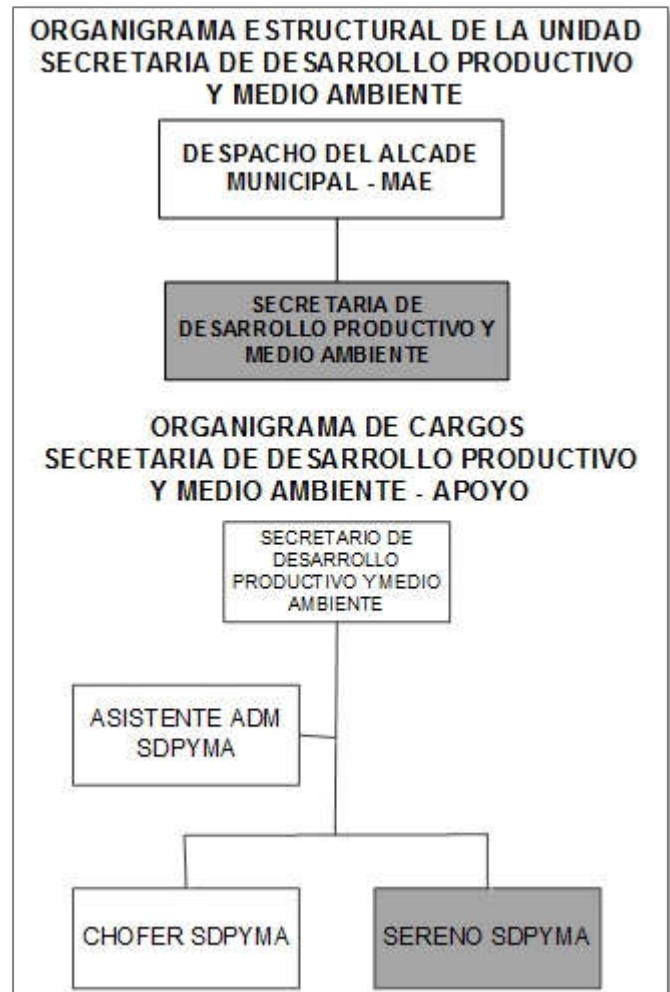 ORGANIGRAMA ESTRUCTURAL DE LA UNIDAD
SECRETARIA DE DESARROLLO PRODUCTIVO
Y MEDIO AMBIENTE
DESPACHO DEL ALCADE
MUNICIPAL - MAE
SECRETARIA DE
DESARROLLO PRODUCTIVO Y
MEDIO AMBIENTE
ORGANIGRAMA DE CARGOS
SECRETARIA DE DESARROLLO PRODUCTIVO
Y MEDIO AMBIENTE - APOYO
SECRETARIO DE
DESARROLLO
PRODUCTIVO Y MEDIO
AMBIENTE
ASISTENTE ADM
SDPYMA
CHOFER SDPYMA
SERENO SDPYMA